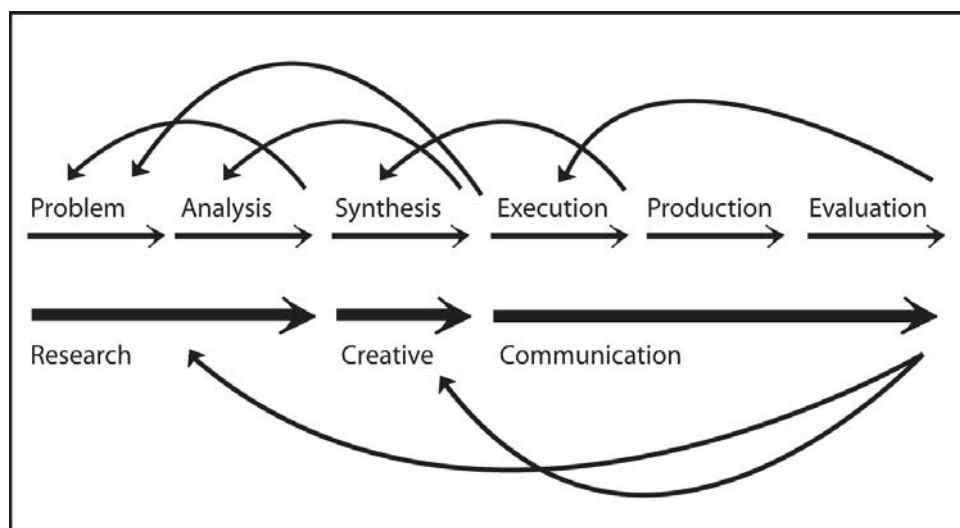 Problem Analysis Synthesis Execution Production Evaluation
Research Creative Communication